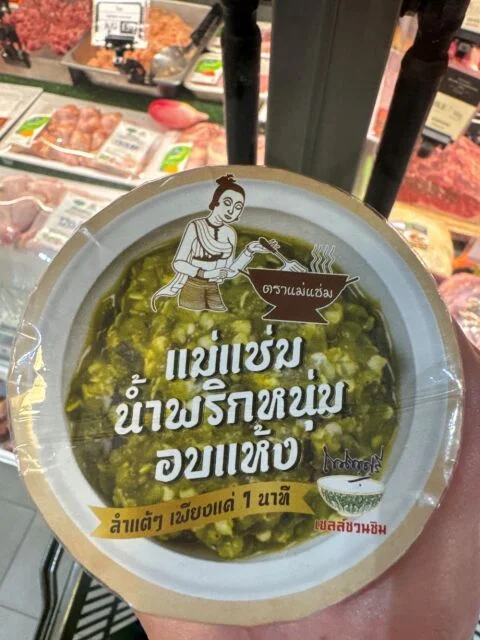 ตราแม่แช่ม
แม่แช่ม
น้ำพริกหนุ่ม
อบแห้ง
ลำแต้ๆ เพียงแค่ 1 นาที
เชลล์ชวนชิม